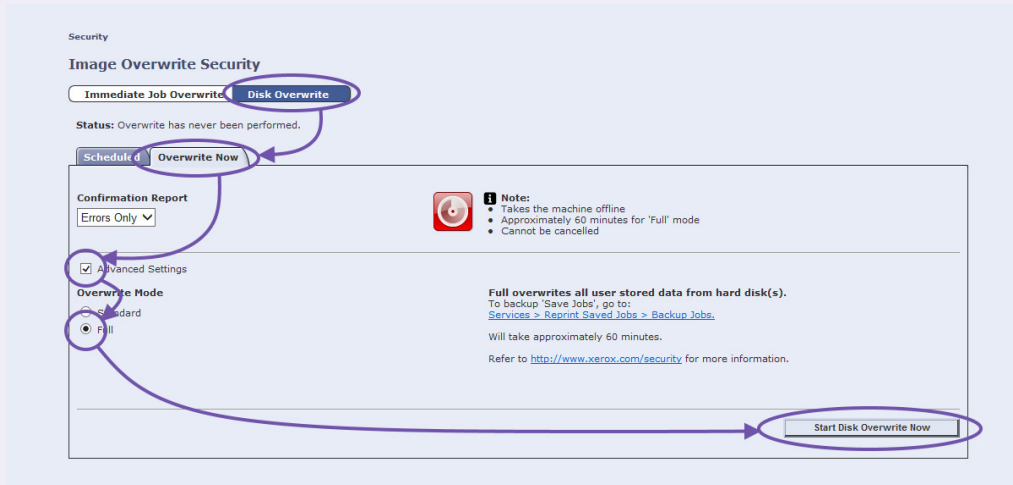 Security
Image Overwrite Security
Immediate Job Overwrite Disk Overwrite
Status: Overwrite has never been performed.
Scheduled Overwrite Now
Confirmation Report
Errors Only
Note:
Takes the machine offline
Approximately 60 minutes for 'Full' mode
Cannot be cancelled
Advanced Settings
Overwrite Mode
Standard
Full
Full overwrites all user stored data from hard disk(s).
To backup 'Save Jobs', go to:
Services > Reprint Saved Jobs > Backup Jobs.
Will take approximately 60 minutes.
Refer to http://www.xerox.com/security for more information.
Start Disk Overwrite Now